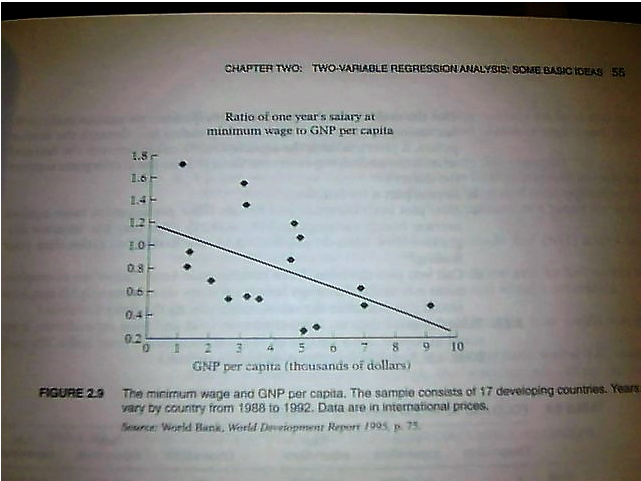 CHAPTER TWO: TWO-VARIABLE REGRESSION ANALYSIS: SOME BASIC IDEAS 55
Ratio of one year's salary at
minimum wage to GNP per capita
1.8
1.6
1.4
1.2
1.0
0.8
0.6
0.4
0.2
0 1 2 3 4 5 6 7 8 9 10
GNP per capita (thousands of dollars)
FIGURE 2.9 The minimum wage and GNP per capita. The sample consists of 17 developing countries. Years
vary by country from 1988 to 1992. Data are in international prices.
Source: World Bank, World Development Report 1995, p. 75.